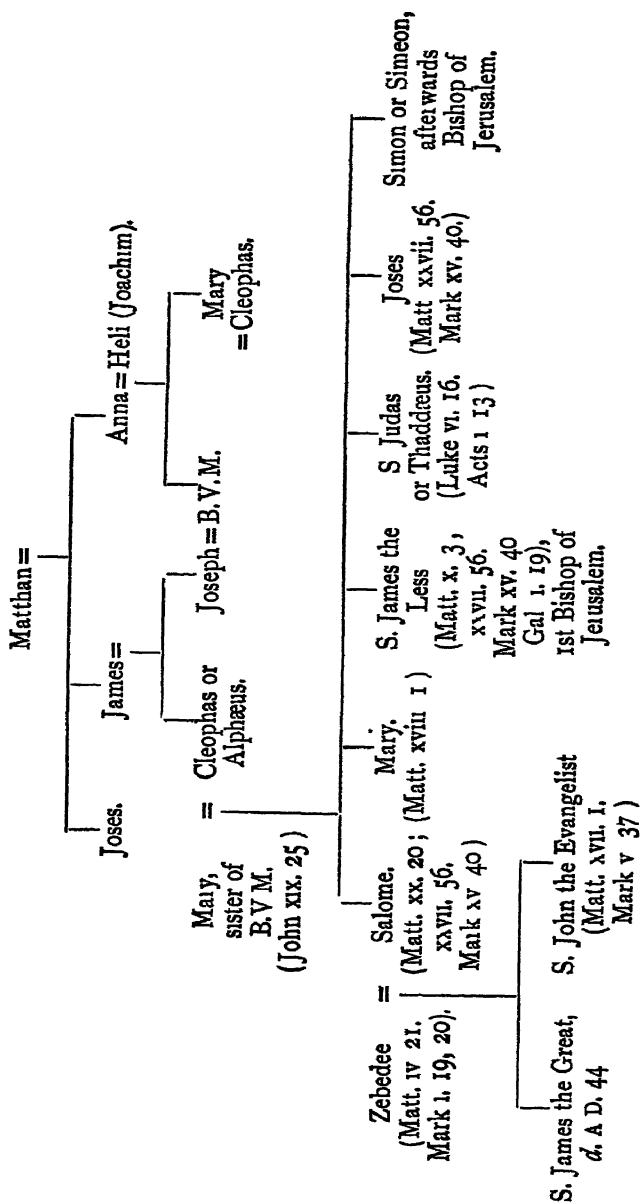 Matthan =
Joses.
James =
Anna = Heli (Joachim).
Cleophas or
Alphæus.
Joseph = B. V. M.
Mary
= Cleophas.
Mary,
sister of
B. V M.
(John xix. 25)
=
Salome.
(Matt. xx. 20;
xxvii. 56.
Mark xv 40)
Mary.
(Matt. xviii 1)
S. James the
Less
(Matt. x. 3,
xxvii. 56.
Mark xv. 40
Gal 1. 19),
1st Bishop of
Jerusalem.
S Judas
or Thaddæus.
(Luke vi. 16.
Acts 1 13)
Joses
(Matt xxvii. 56.
Mark xv. 40.)
Simon or Simeon,
afterwards
Bishop of
Jerusalem.
Zebedee
(Matt. iv 21.
Mark 1. 19, 20).
=
S. James the Great,
d. A D. 44
S. John the Evangelist
(Matt. xvii. 1.
Mark v 37)